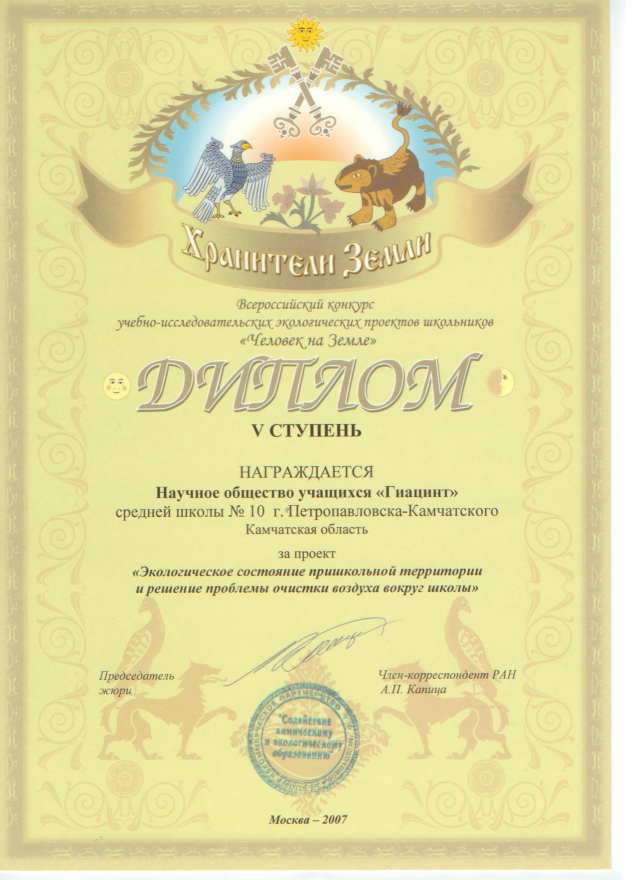 Хранители Земли
Всероссийский конкурс
учебно-исследовательских экологических проектов школьников
«Человек на Земле»
ДИПЛОМ
V СТУПЕНЬ
НАГРАЖДАЕТСЯ
Научное общество учащихся «Гиацинт»
средней школы № 10 г. Петропавловска-Камчатского
Камчатская область
за проект
«Экологическое состояние пришкольной территории
и решение проблемы очистки воздуха вокруг школы»
Председатель
жюри
Член-корреспондент РАН
А.П. Капица
"Содействие
химическому
и экологическому
образованию"
Москва – 2007